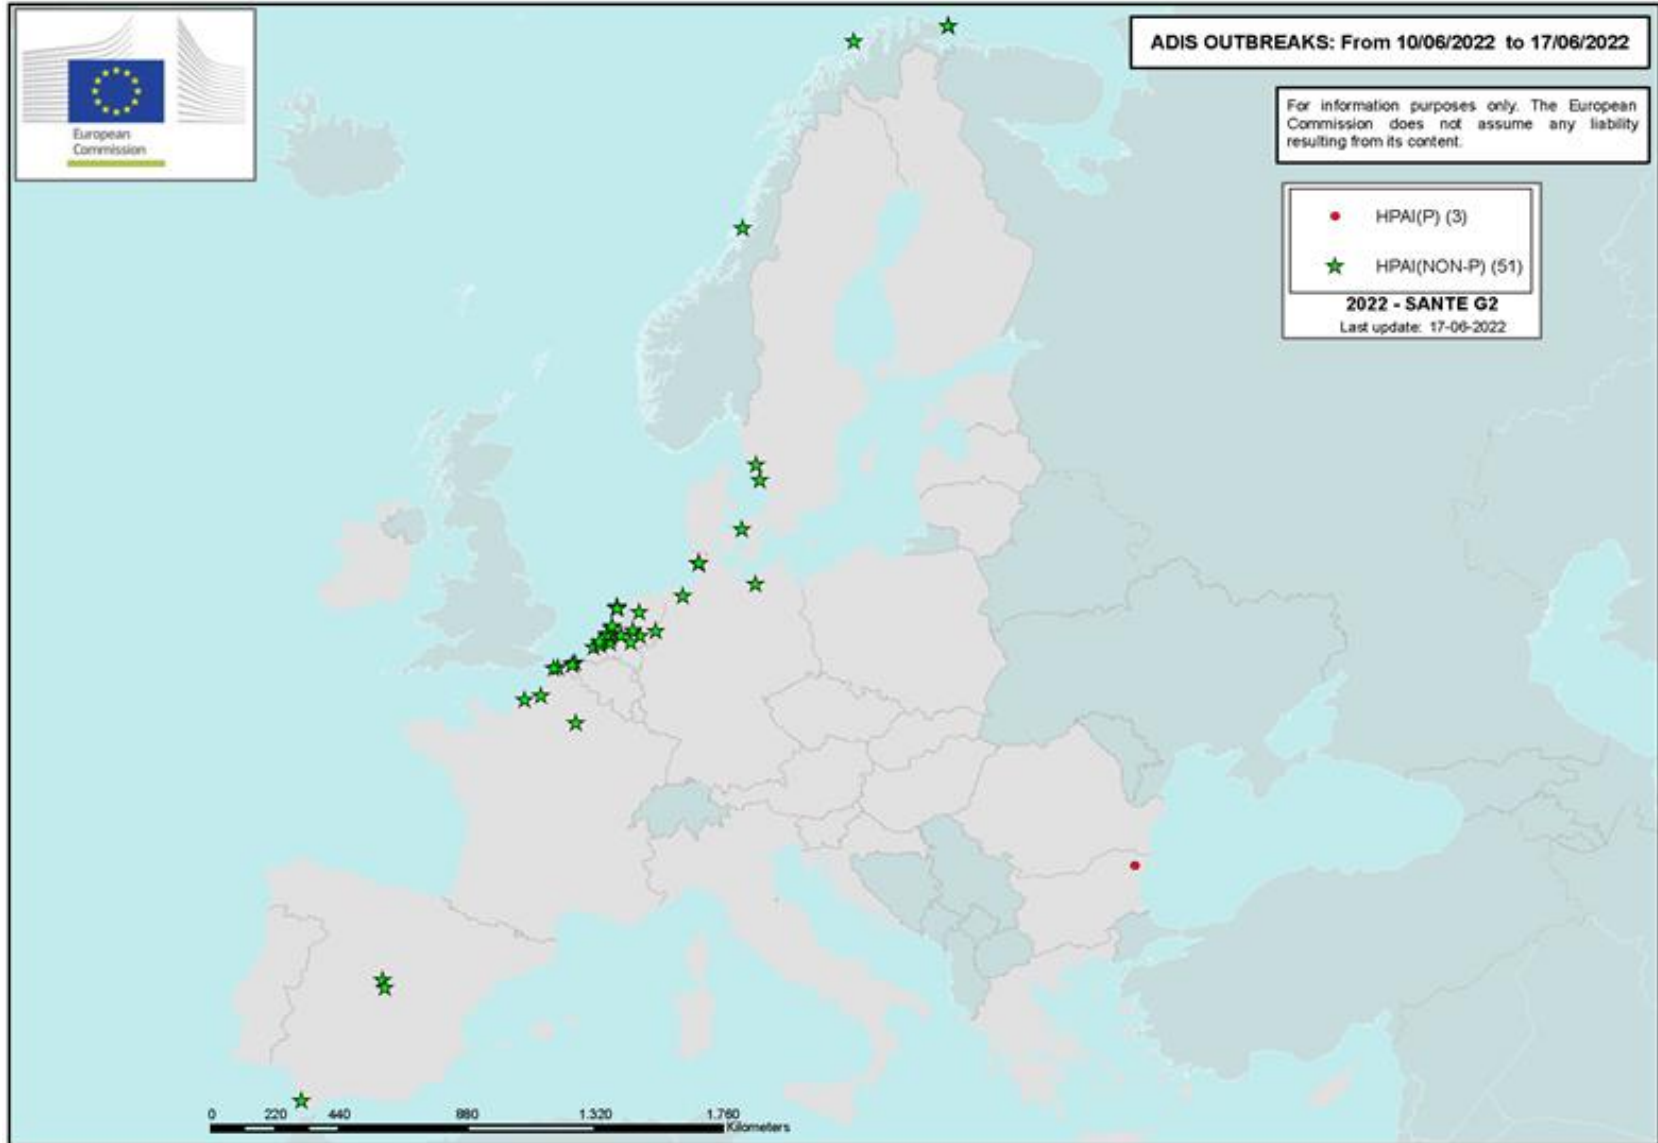 European
Commission
ADIS OUTBREAKS: From 10/06/2022 to 17/06/2022
For information purposes only. The European
Commission does not assume any liability
resulting from its content.
HPAI(P) (3)
HPAI(NON-P) (51)
2022 - SANTE G2
Last update: 17-06-2022
0 220 440 880 1.320 1.760
Kilometers